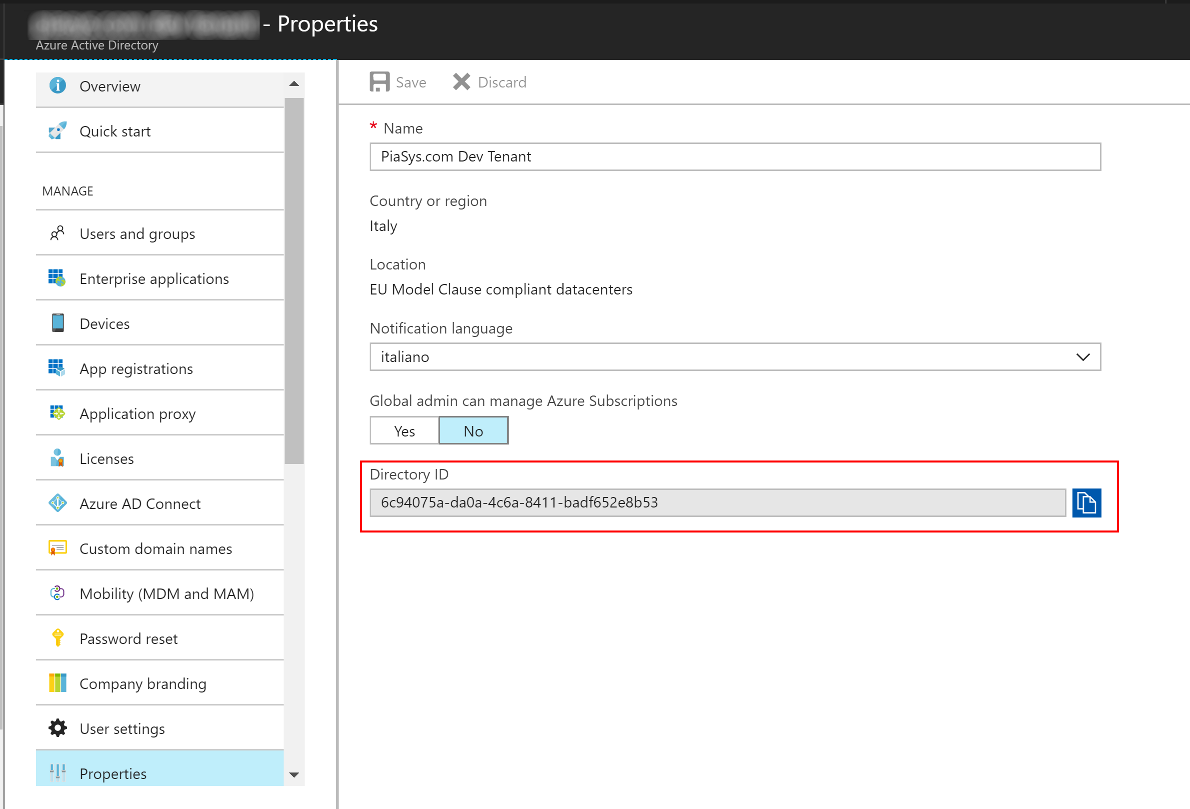 - Properties
Azure Active Directory
Overview
Quick start
MANAGE
Users and groups
Enterprise applications
Devices
App registrations
Application proxy
Licenses
Azure AD Connect
Custom domain names
Mobility (MDM and MAM)
Password reset
Company branding
User settings
Properties
Save Discard
* Name
PiaSys.com Dev Tenant
Country or region
Italy
Location
EU Model Clause compliant datacenters
Notification language
italiano
Global admin can manage Azure Subscriptions
Yes No
Directory ID
6c94075a-da0a-4c6a-8411-badf652e8b53